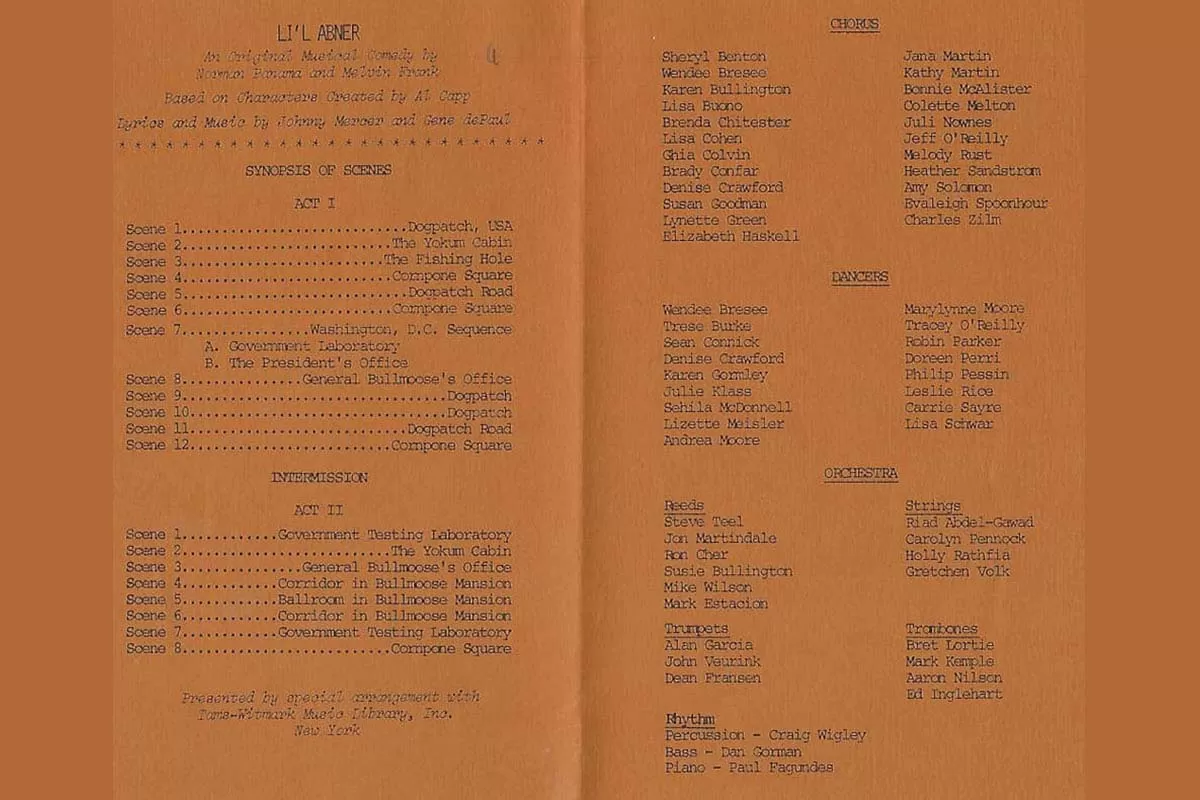 LI'L ABNER
An Original Musical Comedy by
Norman Panama and Melvin Frank
Based on Characters Created by Al Capp
Lyrics and Music by Johnny Mercer and Gene dePaul
* * * * * * * * * * * * * * * * * * * * * * * * * * *
SYNOPSIS OF SCENES
ACT I
Scene 1............................Dogpatch, USA
Scene 2..........................The Yokum Cabin
Scene 3.........................The Fishing Hole
Scene 4..........................Cornpone Square
Scene 5............................Dogpatch Road
Scene 6..........................Cornpone Square
Scene 7...............Washington, D.C. Sequence
A. Government Laboratory
B. The President's Office
Scene 8..............General Bullmoose's Office
Scene 9.................................Dogpatch
Scene 10................................Dogpatch
Scene 11...........................Dogpatch Road
Scene 12.........................Cornpone Square
INTERMISSION
ACT II
Scene 1............Government Testing Laboratory
Scene 2..........................The Yokum Cabin
Scene 3..............General Bullmoose's Office
Scene 4............Corridor in Bullmoose Mansion
Scene 5............Ballroom in Bullmoose Mansion
Scene 6............Corridor in Bullmoose Mansion
Scene 7............Government Testing Laboratory
Scene 8..........................Cornpone Square
Presented by special arrangement with
Tams-Witmark Music Library, Inc.
New York
CHORUS
Sheryl Benton
Wendee Bresee
Karen Bullington
Lisa Buono
Brenda Chitester
Lisa Cohen
Ghia Colvin
Brady Confar
Denise Crawford
Susan Goodman
Lynette Green
Elizabeth Haskell
Jana Martin
Kathy Martin
Bonnie McAlister
Colette Melton
Juli Nownes
Jeff O'Reilly
Melody Rust
Heather Sandstrom
Amy Solomon
Evaleigh Spoonhour
Charles Zilm
DANCERS
Wendee Bresee
Trese Burke
Sean Connick
Denise Crawford
Karen Gormley
Julie Klass
Sehila McDonnell
Lizette Meisler
Andrea Moore
Marylynne Moore
Tracey O'Reilly
Robin Parker
Doreen Perri
Philip Pessin
Leslie Rice
Carrie Sayre
Lisa Schwar
ORCHESTRA
Reeds
Steve Teel
Jon Martindale
Ron Cher
Susie Bullington
Mike Wilson
Mark Estacion
Strings
Riad Abdel-Gawad
Carolyn Pennock
Holly Rathfia
Gretchen Volk
Trumpets
Alan Garcia
John Veurink
Dean Fransen
Trombones
Bret Lortie
Mark Kemple
Aaron Nilson
Ed Inglehart
Rhythm
Percussion - Craig Wigley
Bass - Dan Gorman
Piano - Paul Fagundes